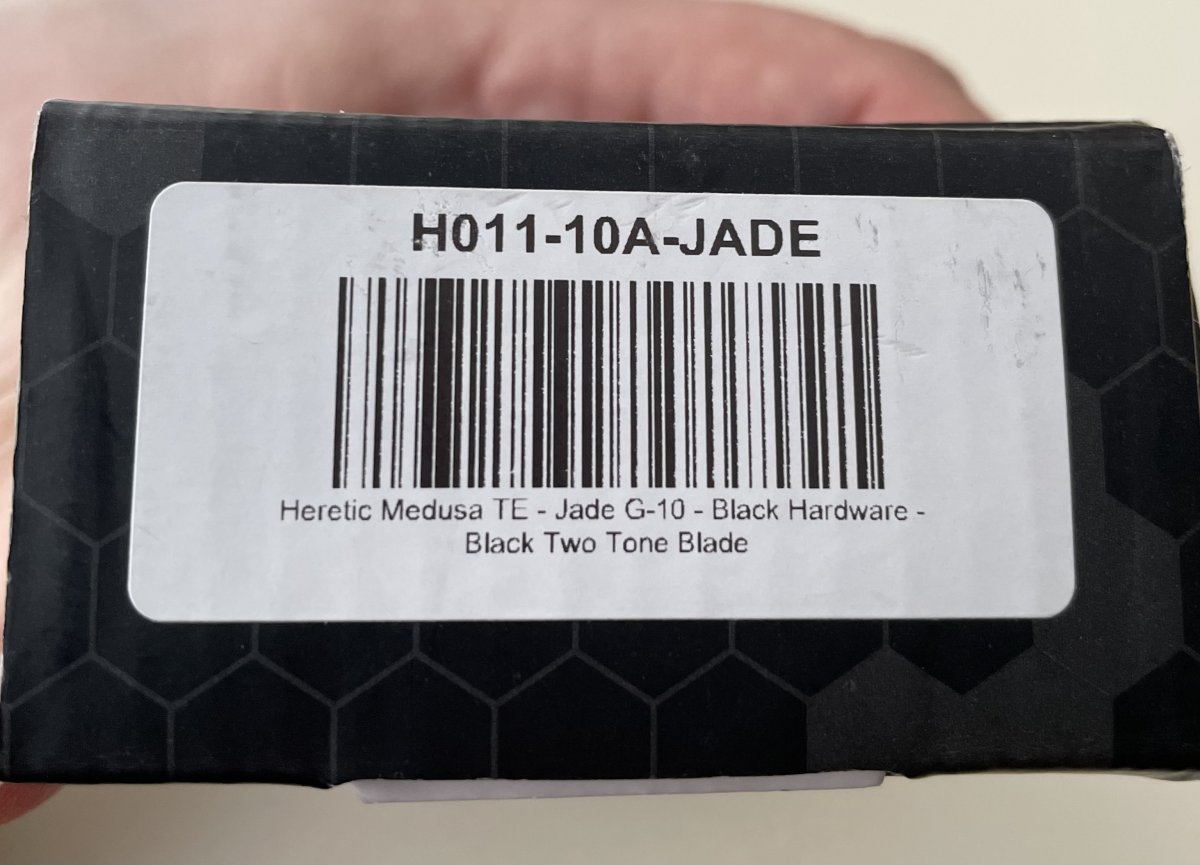 H011-10A-JADE
Heretic Medusa TE - Jade G-10 - Black Hardware -
Black Two Tone Blade